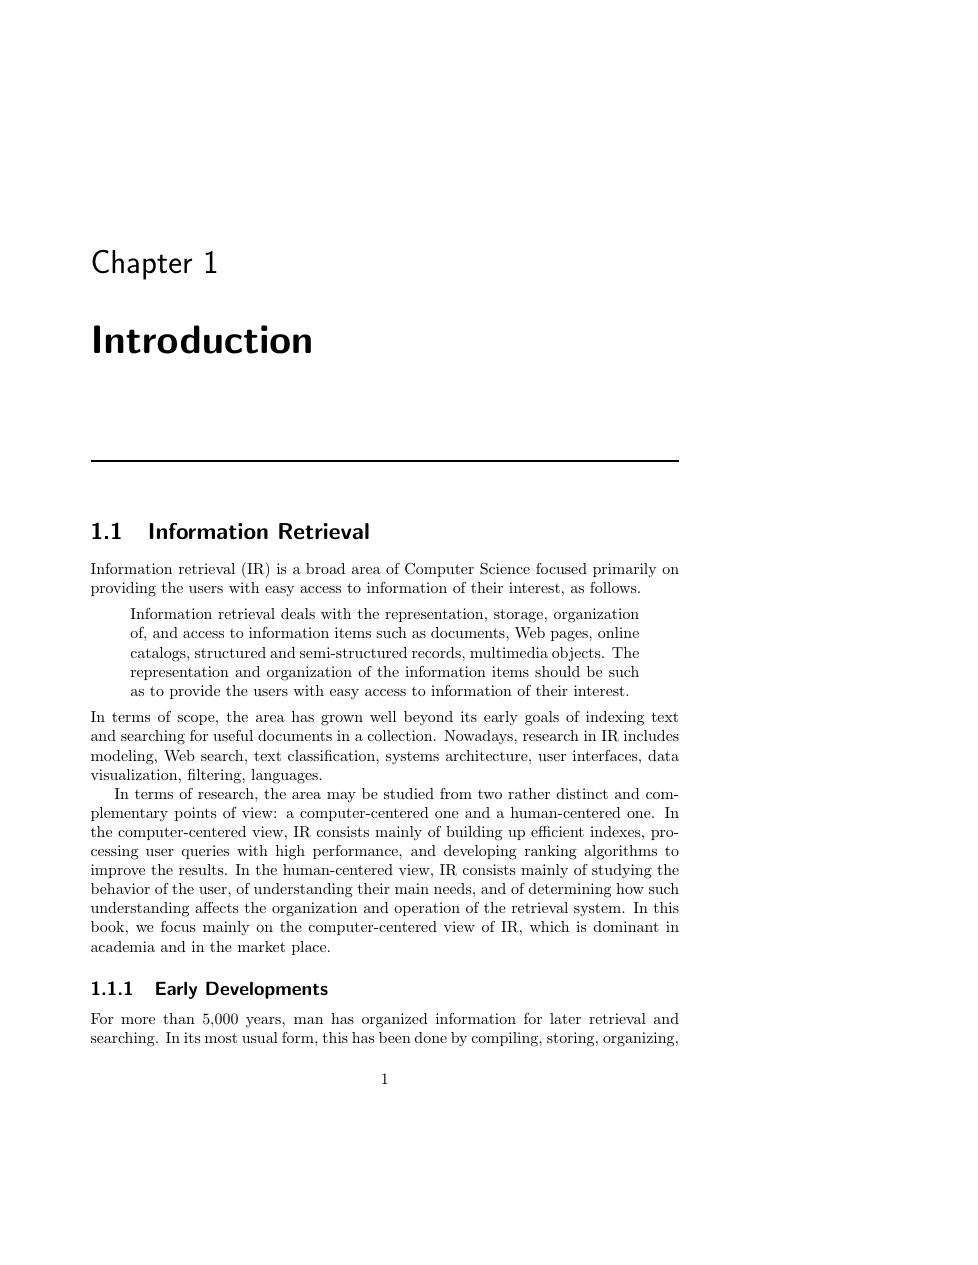 Chapter 1
Introduction
1.1 Information Retrieval
Information retrieval (IR) is a broad area of Computer Science focused primarily on
providing the users with easy access to information of their interest, as follows.
Information retrieval deals with the representation, storage, organization
of, and access to information items such as documents, Web pages, online
catalogs, structured and semi-structured records, multimedia objects. The
representation and organization of the information items should be such
as to provide the users with easy access to information of their interest.
In terms of scope, the area has grown well beyond its early goals of indexing text
and searching for useful documents in a collection. Nowadays, research in IR includes
modeling, Web search, text classification, systems architecture, user interfaces, data
visualization, filtering, languages.
In terms of research, the area may be studied from two rather distinct and com-
plementary points of view: a computer-centered one and a human-centered one. In
the computer-centered view, IR consists mainly of building up efficient indexes, pro-
cessing user queries with high performance, and developing ranking algorithms to
improve the results. In the human-centered view, IR consists mainly of studying the
behavior of the user, of understanding their main needs, and of determining how such
understanding affects the organization and operation of the retrieval system. In this
book, we focus mainly on the computer-centered view of IR, which is dominant in
academia and in the market place.
1.1.1 Early Developments
For more than 5,000 years, man has organized information for later retrieval and
searching. In its most usual form, this has been done by compiling, storing, organizing,
1